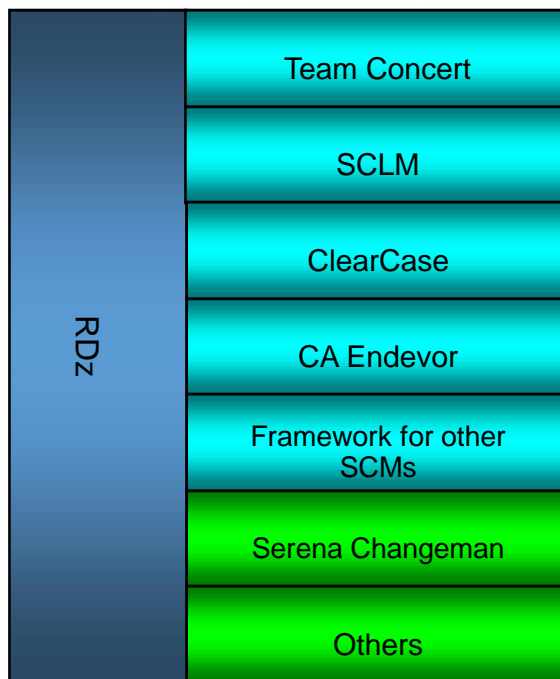 RDz
Team Concert
SCLM
ClearCase
CA Endevor
Framework for other
SCMs
Serena Changeman
Others